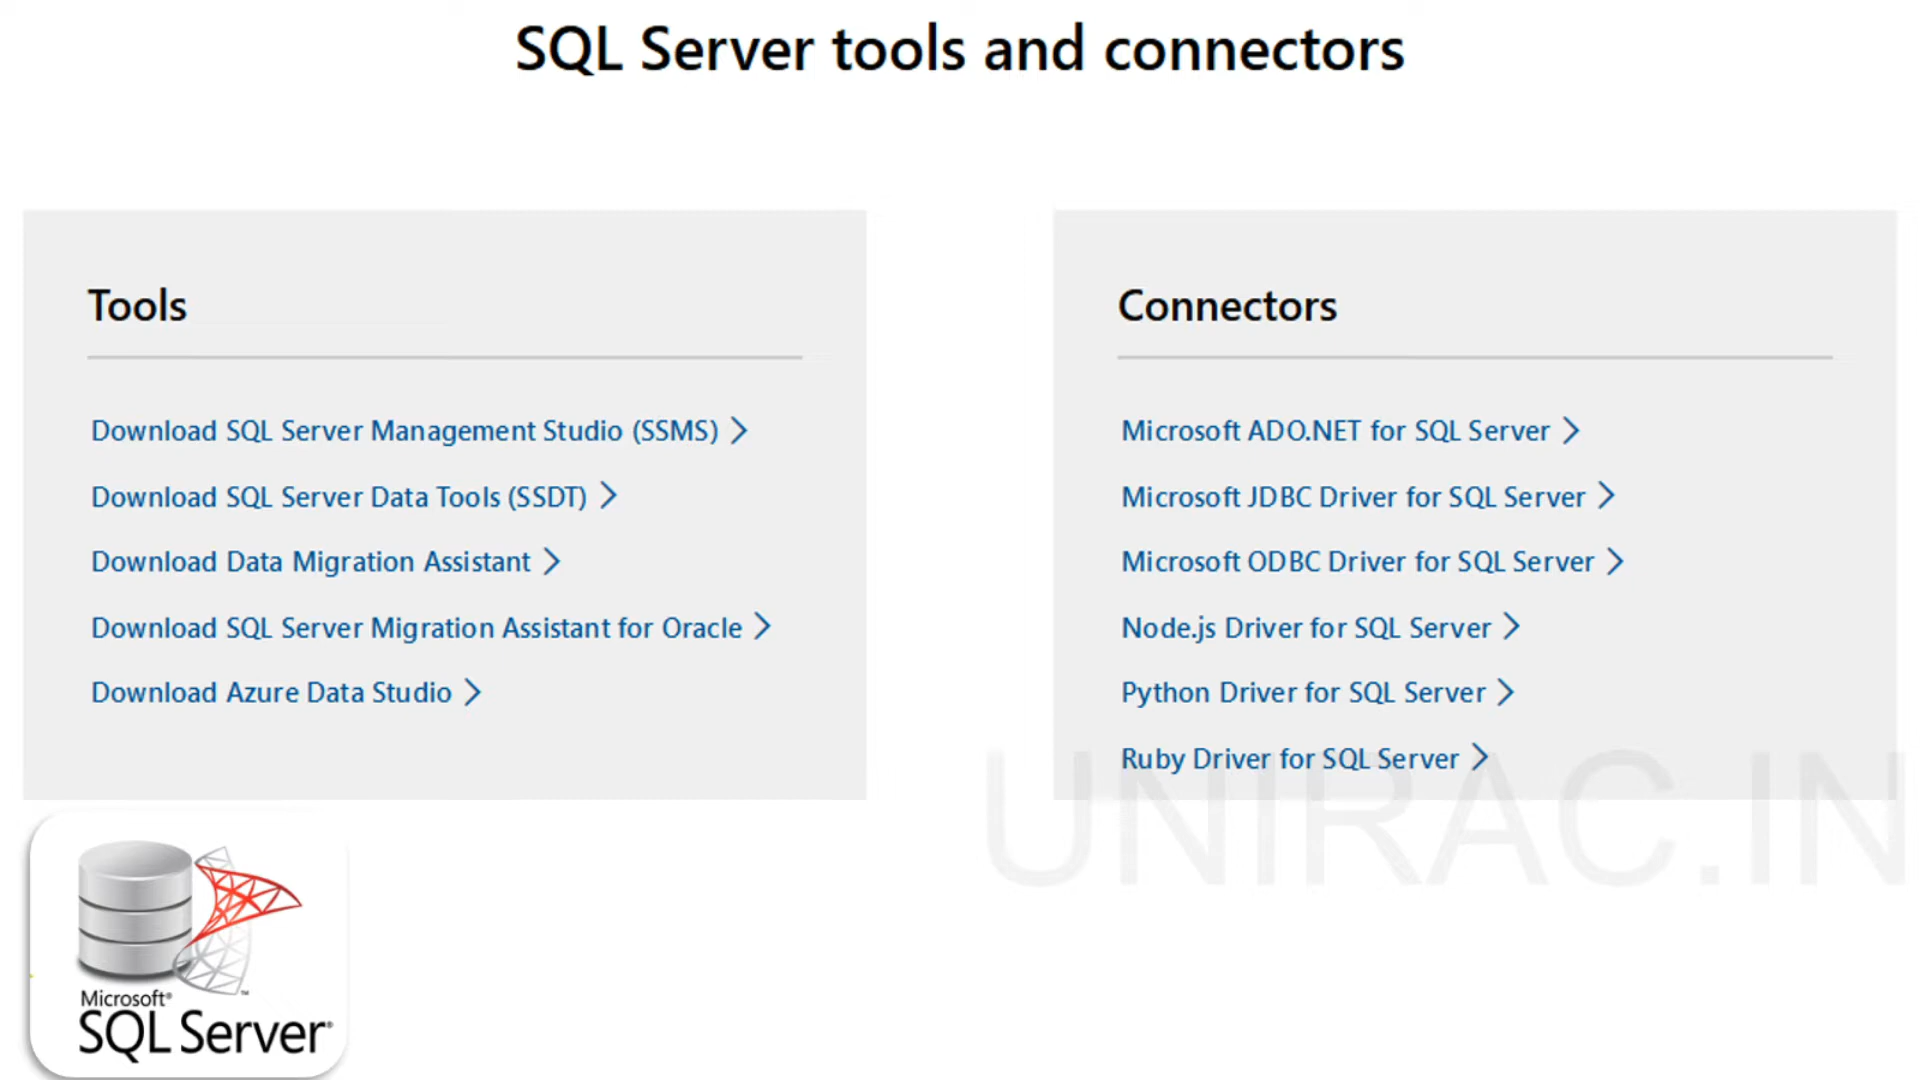 SQL Server tools and connectors
Tools
Download SQL Server Management Studio (SSMS)
Download SQL Server Data Tools (SSDT)
Download Data Migration Assistant
Download SQL Server Migration Assistant for Oracle
Download Azure Data Studio
Connectors
Microsoft ADO.NET for SQL Server
Microsoft JDBC Driver for SQL Server
Microsoft ODBC Driver for SQL Server
Node.js Driver for SQL Server
Python Driver for SQL Server
Ruby Driver for SQL Server
UNIRAC.IN
™
Microsoft®
SQL Server®